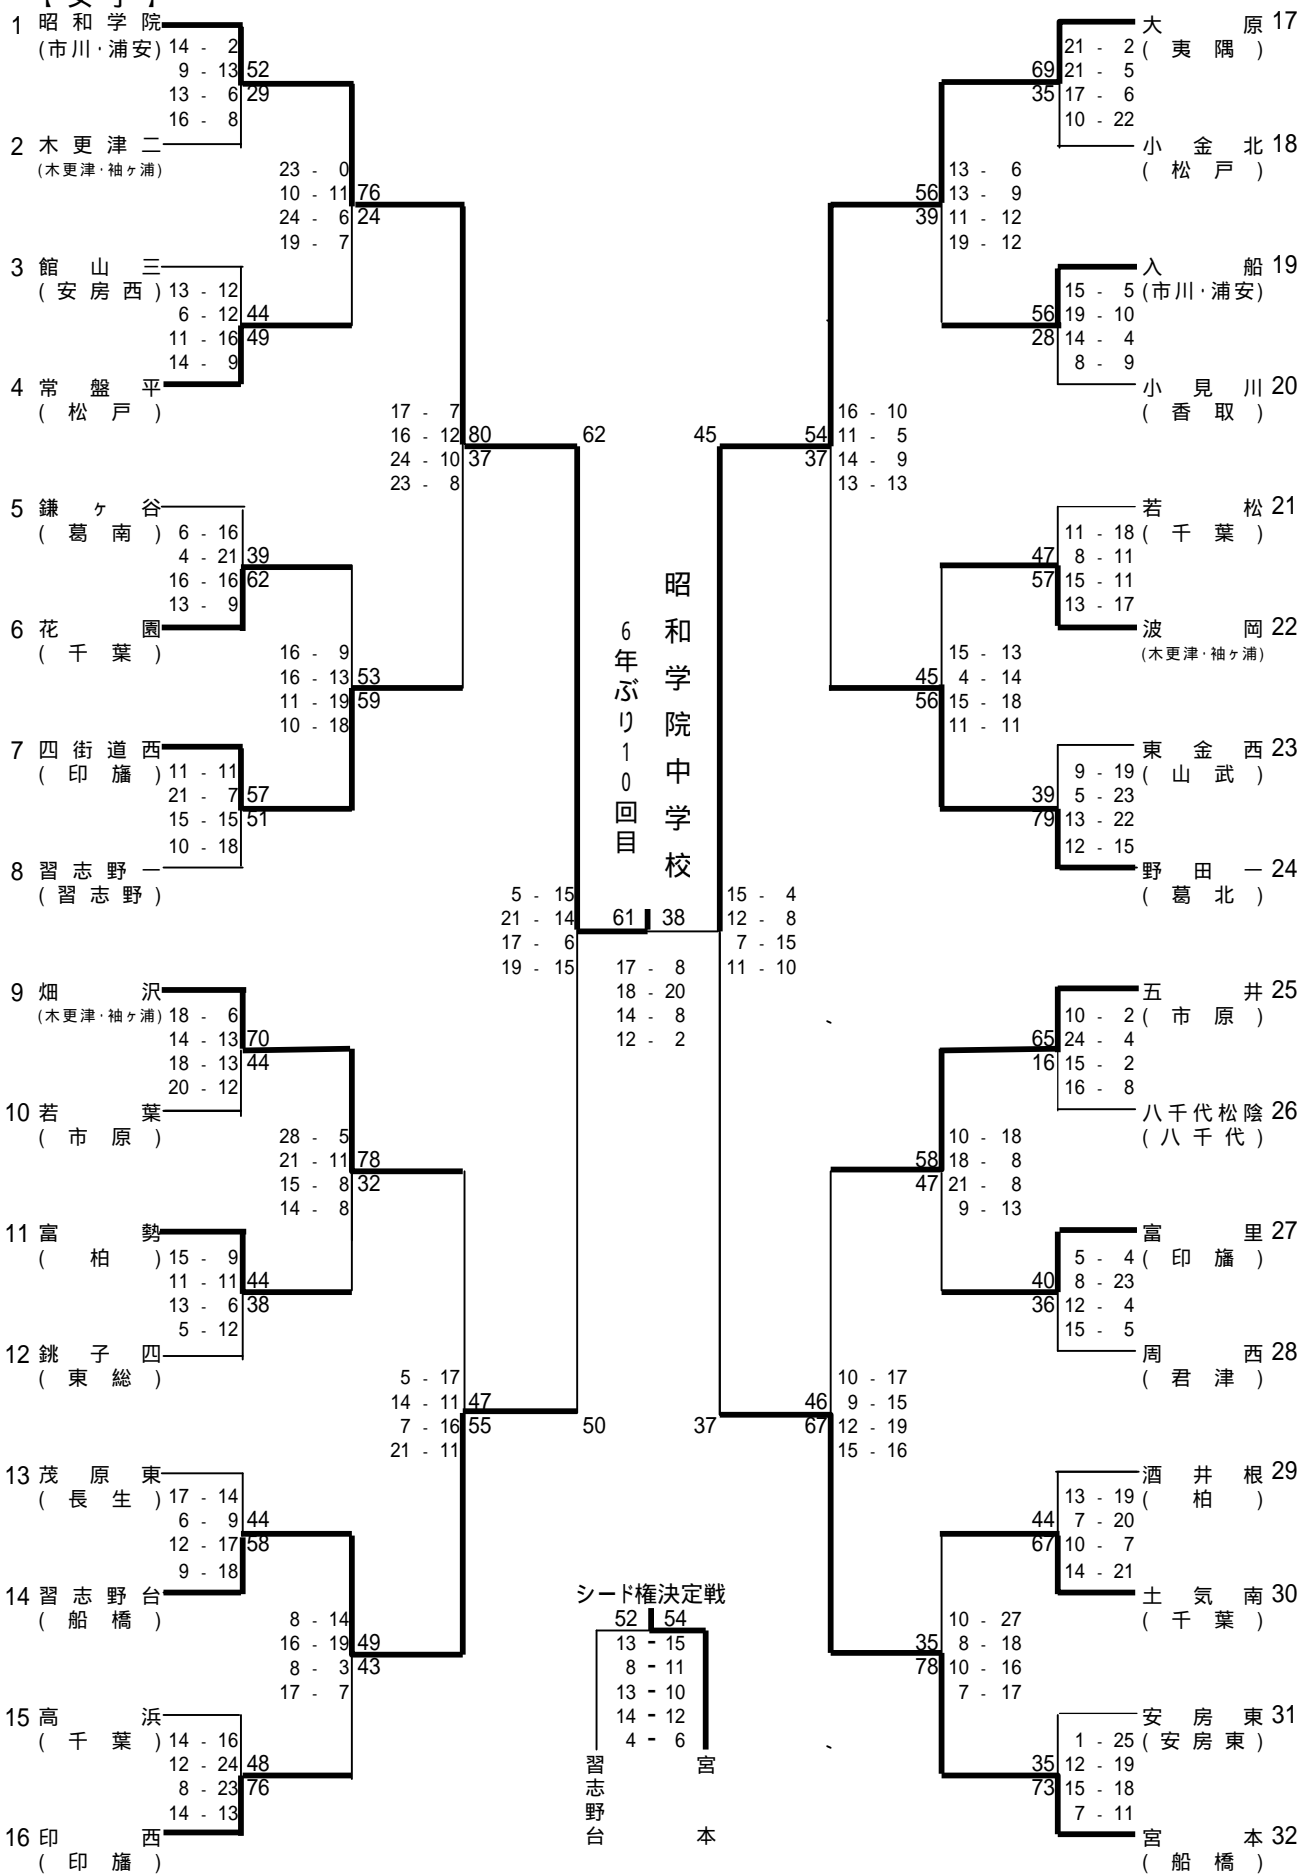 【 女 子 】
1 昭和学院
(市川･浦安)
14 - 2
9 - 13
13 - 6
16 - 8
52
29
2 木更津二
(木更津･袖ヶ浦)
23 - 0
10 - 11
24 - 6
19 - 7
76
24
3 館山三
(安房西)
13 - 12
6 - 12
11 - 16
14 - 9
44
49
4 常盤平
(松戸)
17 - 7
16 - 12
24 - 10
23 - 8
80
37
5 鎌ヶ谷
(葛南)
6 - 16
4 - 21
16 - 16
13 - 9
39
62
6 花園
(千葉)
16 - 9
16 - 13
11 - 19
10 - 18
53
59
7 四街道西
(印旛)
11 - 11
21 - 7
15 - 15
10 - 18
57
51
8 習志野一
(習志野)
62
5 - 15
21 - 14
17 - 6
19 - 15
50
9 畑沢
(木更津･袖ヶ浦)
18 - 6
14 - 13
18 - 13
20 - 12
70
44
10 若葉
(市原)
28 - 5
21 - 11
15 - 8
14 - 8
78
32
11 富勢
(柏)
15 - 9
11 - 11
13 - 6
5 - 12
44
38
12 銚子四
(東総)
5 - 17
14 - 11
7 - 16
21 - 11
47
55
13 茂原東
(長生)
17 - 14
6 - 9
12 - 17
9 - 18
44
58
14 習志野台
(船橋)
8 - 14
16 - 19
8 - 3
17 - 7
49
43
15 高浜
(千葉)
14 - 16
12 - 24
8 - 23
14 - 13
48
76
16 印西
(印旛)
昭和学院中学校
6年ぶり10回目
61 38
17 - 8
18 - 20
14 - 8
12 - 2
シード権決定戦
52 54
13 - 15
8 - 11
13 - 10
14 - 12
4 - 6
習志野台
宮本
大原 17
(夷隅)
21 - 2
21 - 5
17 - 6
10 - 22
69
35
小金北 18
(松戸)
13 - 6
13 - 9
11 - 12
19 - 12
56
39
入船 19
(市川･浦安)
15 - 5
19 - 10
14 - 4
8 - 9
56
28
小見川 20
(香取)
16 - 10
11 - 5
14 - 9
13 - 13
54
37
若松 21
(千葉)
11 - 18
8 - 11
15 - 11
13 - 17
47
57
波岡 22
(木更津･袖ヶ浦)
15 - 13
4 - 14
15 - 18
11 - 11
45
56
東金西 23
(山武)
9 - 19
5 - 23
13 - 22
12 - 15
39
79
野田一 24
(葛北)
45
15 - 4
12 - 8
7 - 15
11 - 10
37
五井 25
(市原)
10 - 2
24 - 4
15 - 2
16 - 8
65
16
八千代松陰 26
(八千代)
10 - 18
18 - 8
21 - 8
9 - 13
58
47
富里 27
(印旛)
5 - 4
8 - 23
12 - 4
15 - 5
40
36
周西 28
(君津)
10 - 17
9 - 15
12 - 19
15 - 16
46
67
酒井根 29
(柏)
13 - 19
7 - 20
10 - 7
14 - 21
44
67
土気南 30
(千葉)
10 - 27
8 - 18
10 - 16
7 - 17
35
78
安房東 31
(安房東)
1 - 25
12 - 19
15 - 18
7 - 11
35
73
宮本 32
(船橋)